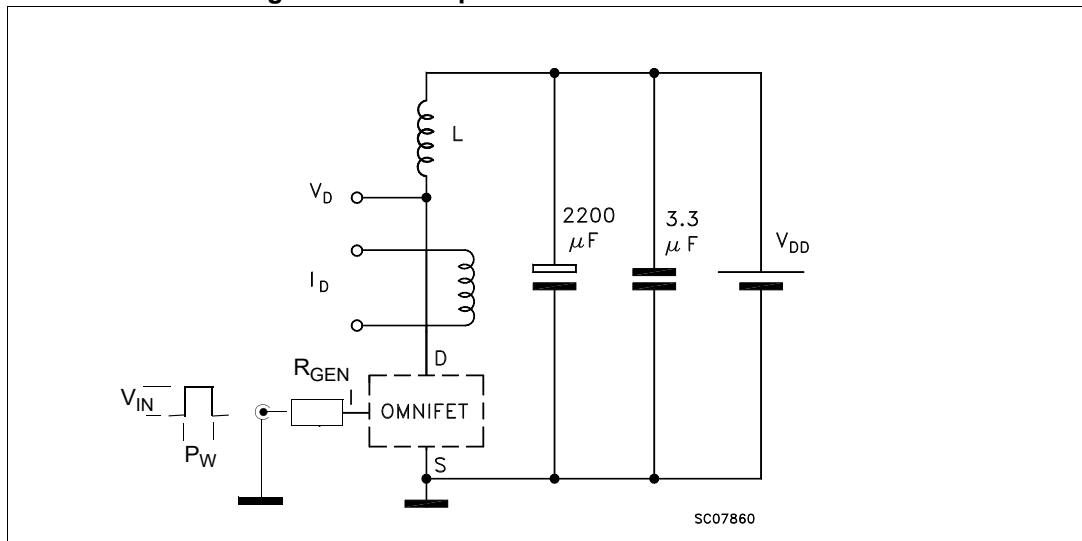 L
V_D
2200
μF
3.3
μF
V_DD
I_D
D
R_GEN
I
V_IN
OMNIFET
P_W
S
SC07860